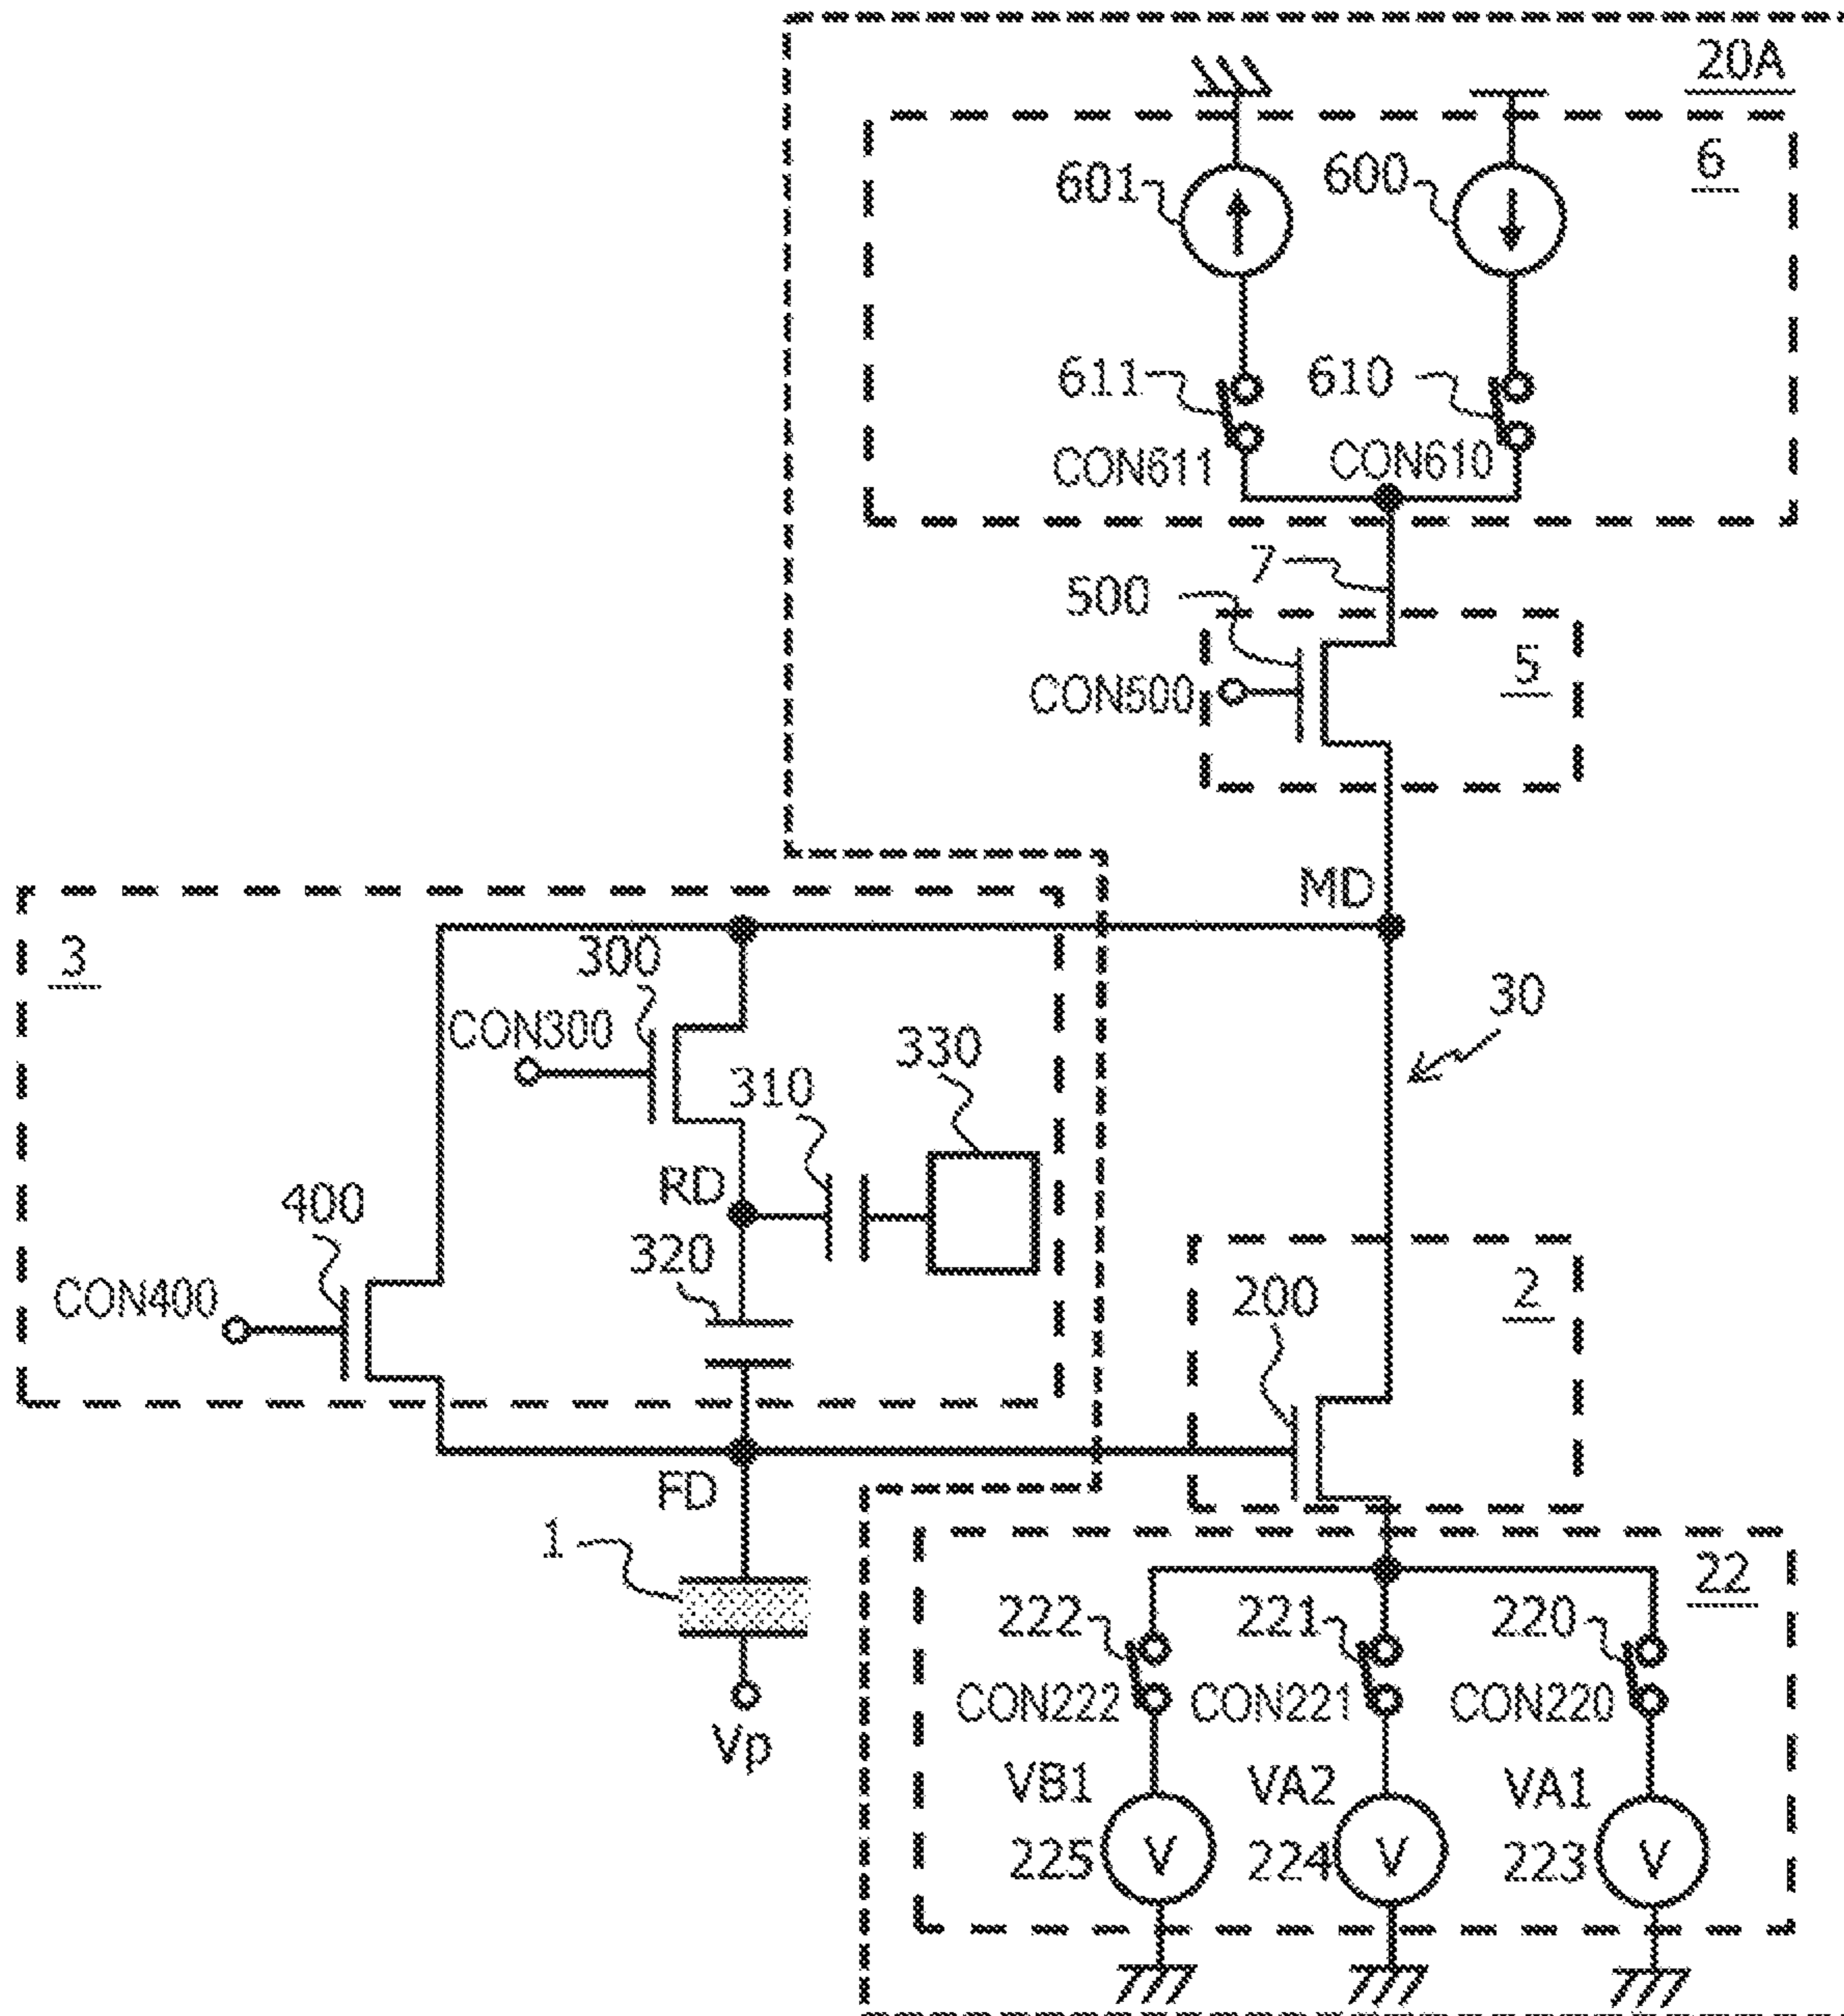 20A
6
601
600
611
610
CON611
CON610
7
500
5
CON500
MD
3
300
CON300
30
330
310
RD
400
320
CON400
2
200
FD
1
22
222
221
220
CON222
CON221
CON220
Vp
VB1
VA2
VA1
225
V
224
V
223
V